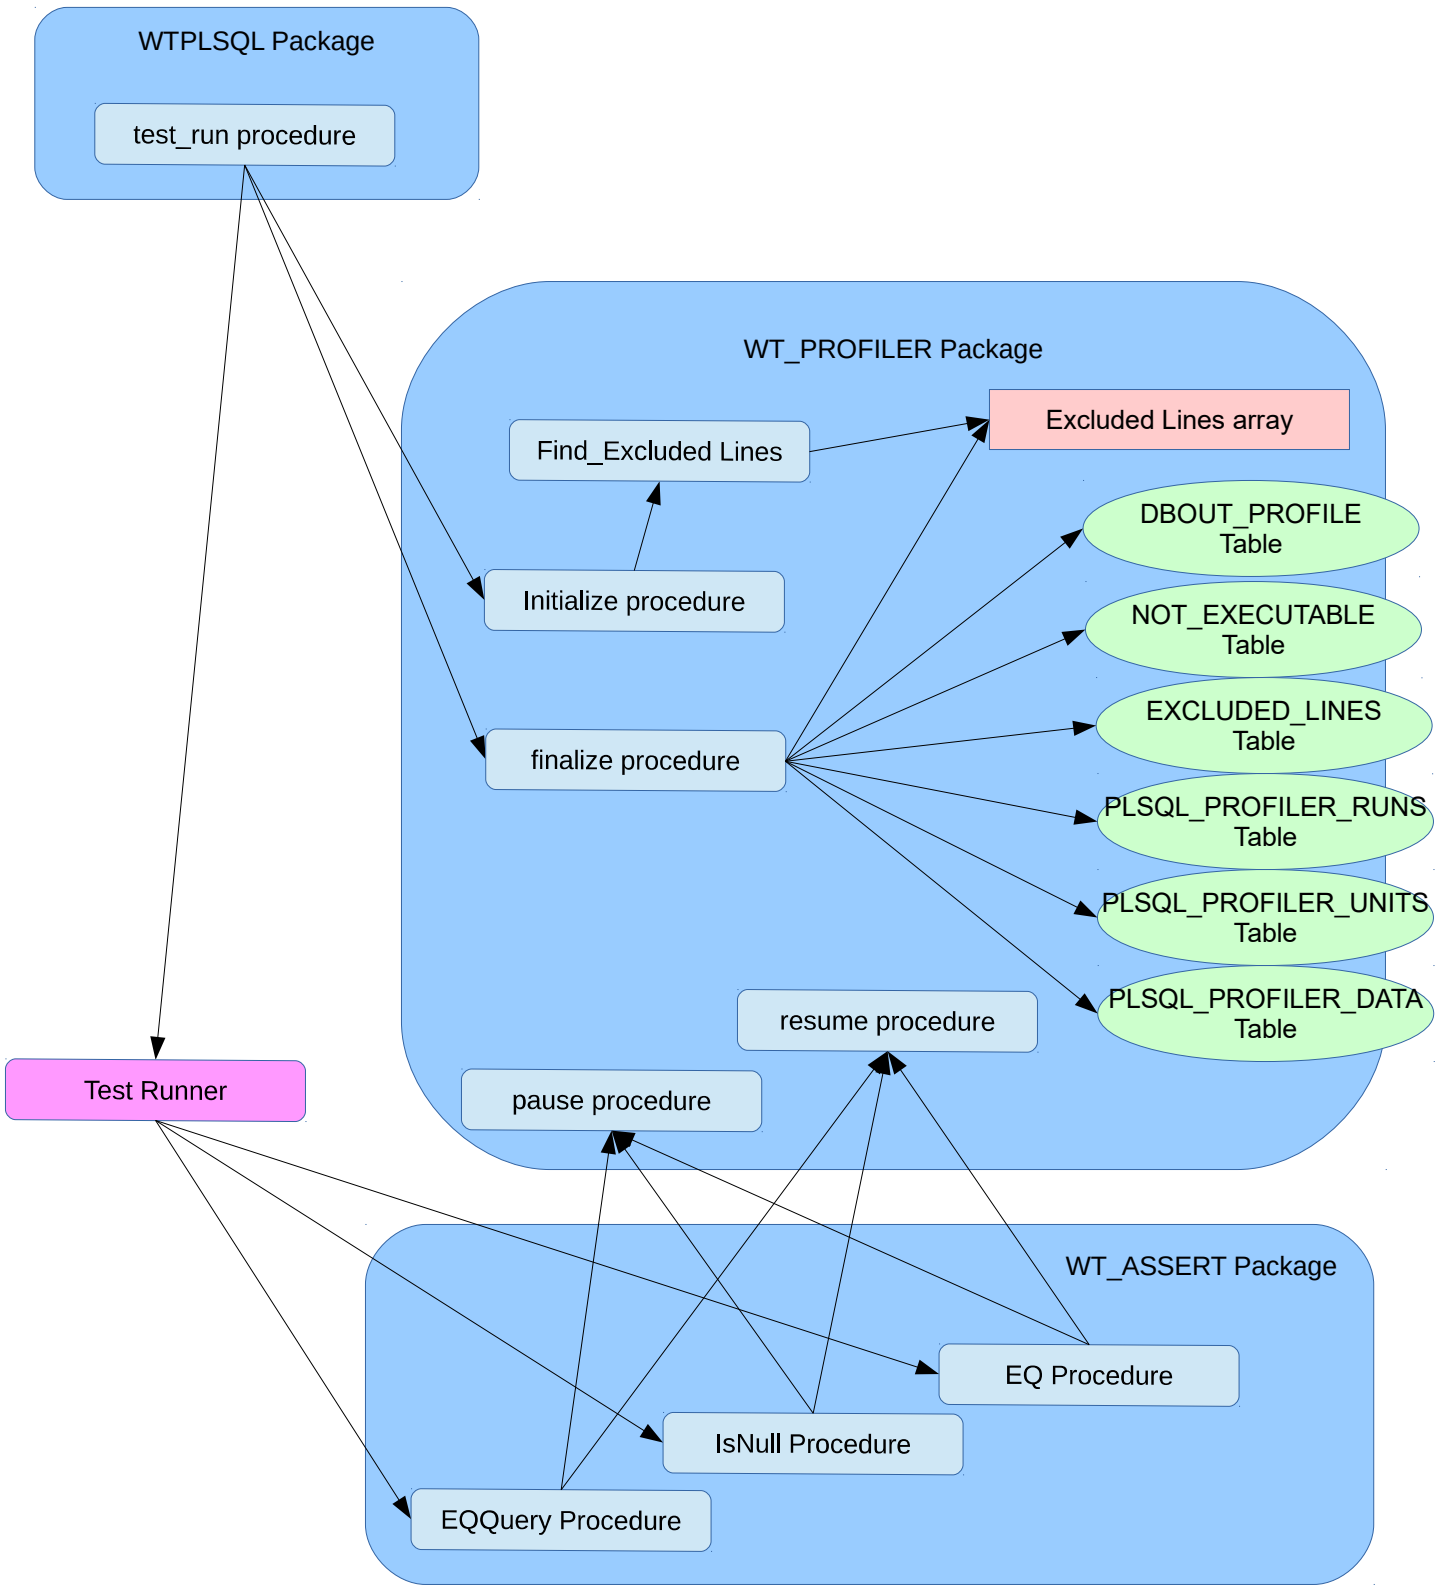 WTPLSQL Package
test_run procedure
WT_PROFILER Package
Excluded Lines array
Find_Excluded Lines
DBOUT_PROFILE
Table
Initialize procedure
NOT_EXECUTABLE
Table
EXCLUDED_LINES
Table
finalize procedure
PLSQL_PROFILER_RUNS
Table
PLSQL_PROFILER_UNITS
Table
PLSQL_PROFILER_DATA
Table
resume procedure
Test Runner
pause procedure
WT_ASSERT Package
EQ Procedure
IsNull Procedure
EQQuery Procedure